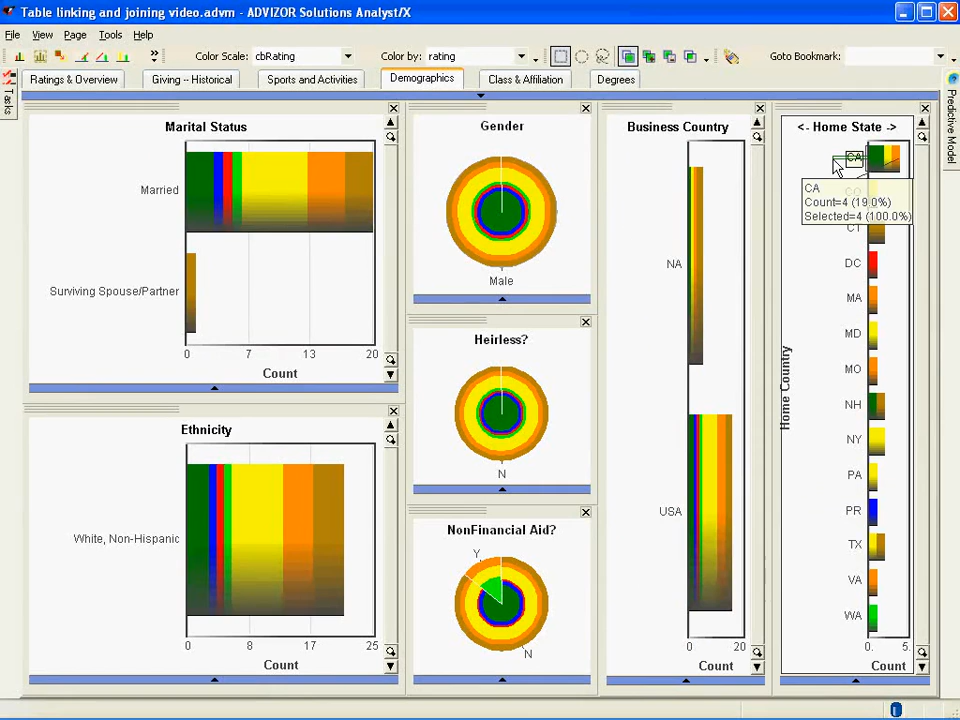 Table linking and joining video.advm - ADVIZOR Solutions Analyst/X
File View Page Tools Help
Color Scale: cbRating Color by: rating Goto Bookmark:
Tasks
Ratings & Overview Giving -- Historical Sports and Activities Demographics Class & Affiliation Degrees
Predictive Model
Marital Status
Married
Surviving Spouse/Partner
0 7 13 20
Count
Ethnicity
White, Non-Hispanic
0 8 17 25
Count
Gender
Male
Heirless?
N
NonFinancial Aid?
Y
N
Business Country
NA
USA
0 20
Count
<- Home State ->
Home Country
CA
CA
Count=4 (19.0%)
Selected=4 (100.0%)
CT
DC
MA
MD
MO
NH
NY
PA
PR
TX
VA
WA
0. 5.
Count